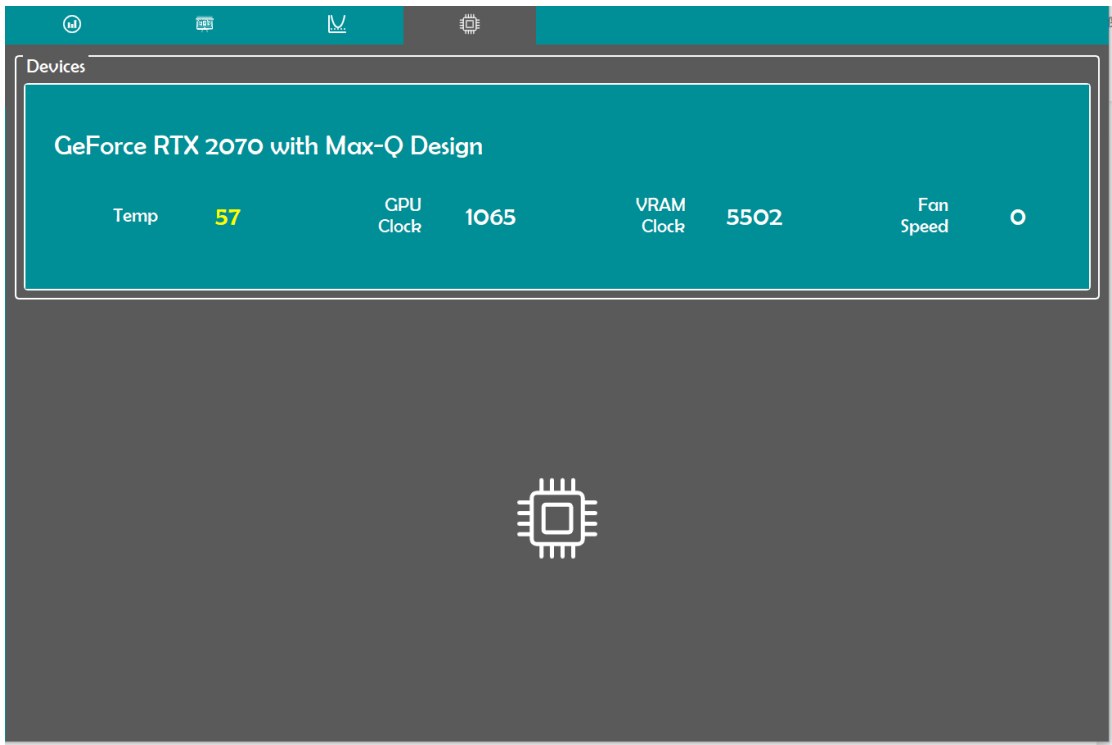 Devices
GeForce RTX 2070 with Max-Q Design
Temp 57 GPU Clock 1065 VRAM Clock 5502 Fan Speed 0